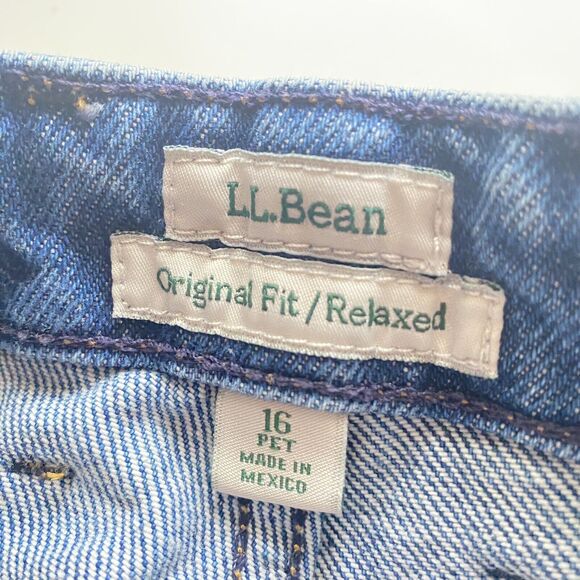 L.L.Bean
Original Fit / Relaxed
16
PET
MADE IN
MEXICO